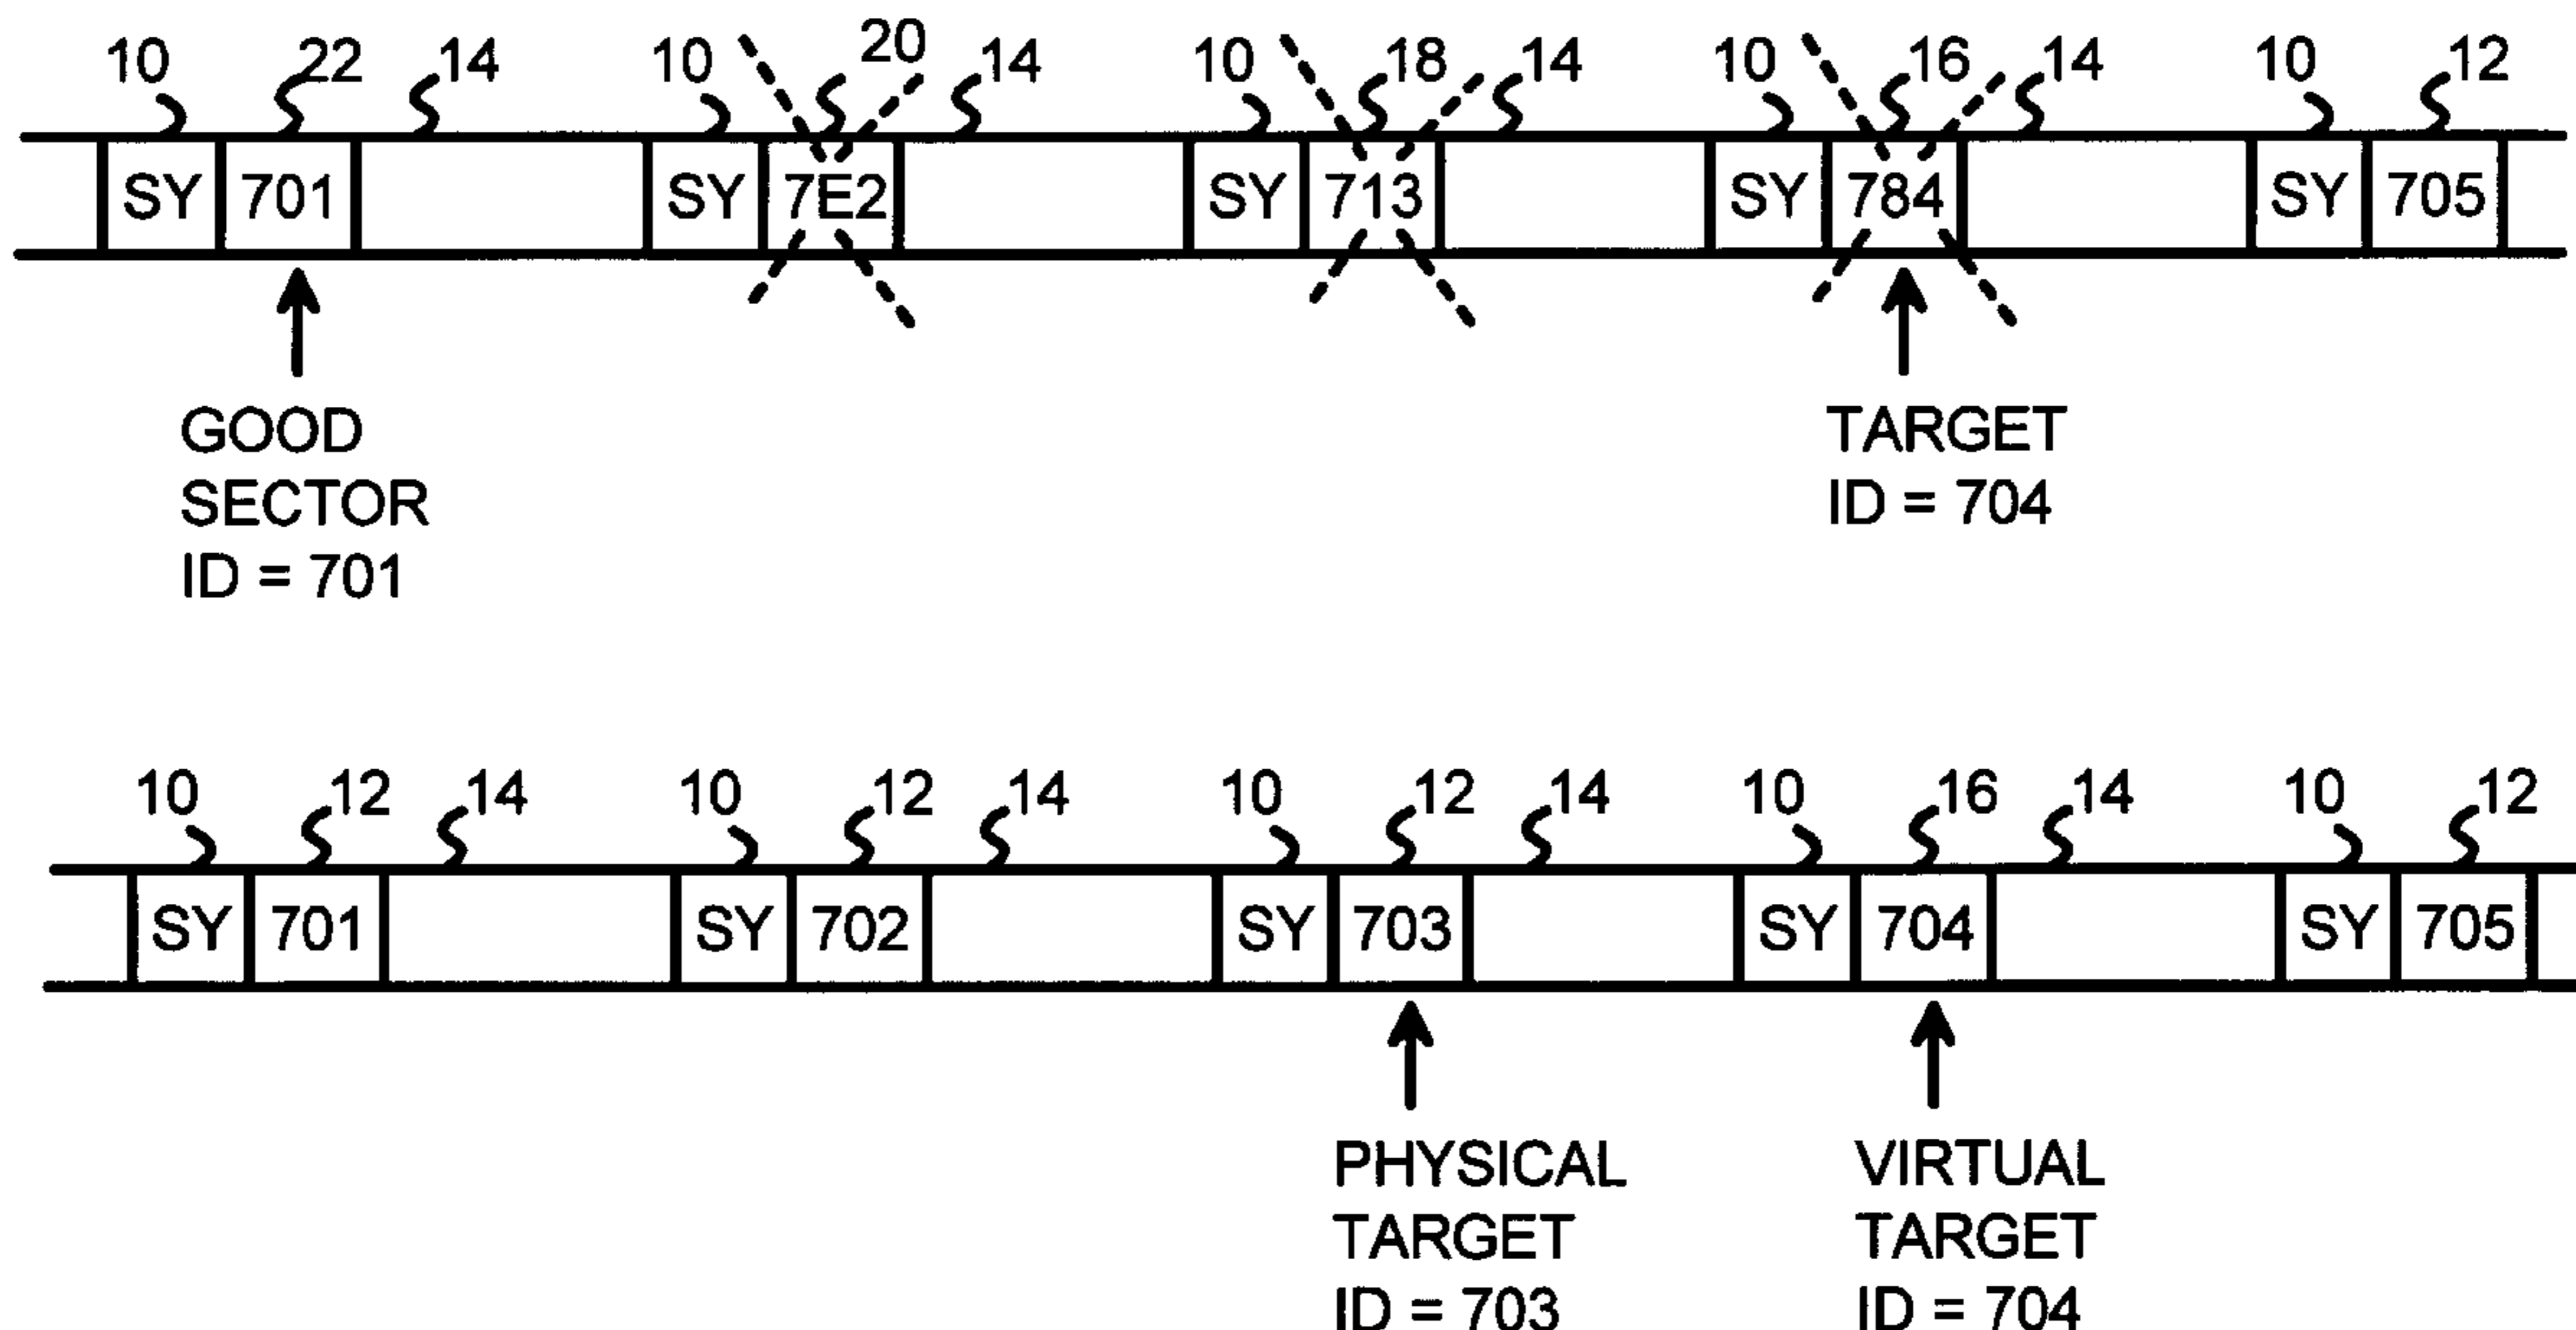 10 22 14 10 20 14 10 18 14 10 16 14 10 12
SY 701 SY 7E2 SY 713 SY 784 SY 705
GOOD
SECTOR
ID = 701
TARGET
ID = 704
10 12 14 10 12 14 10 12 14 10 16 14 10 12
SY 701 SY 702 SY 703 SY 704 SY 705
PHYSICAL
TARGET
ID = 703
VIRTUAL
TARGET
ID = 704